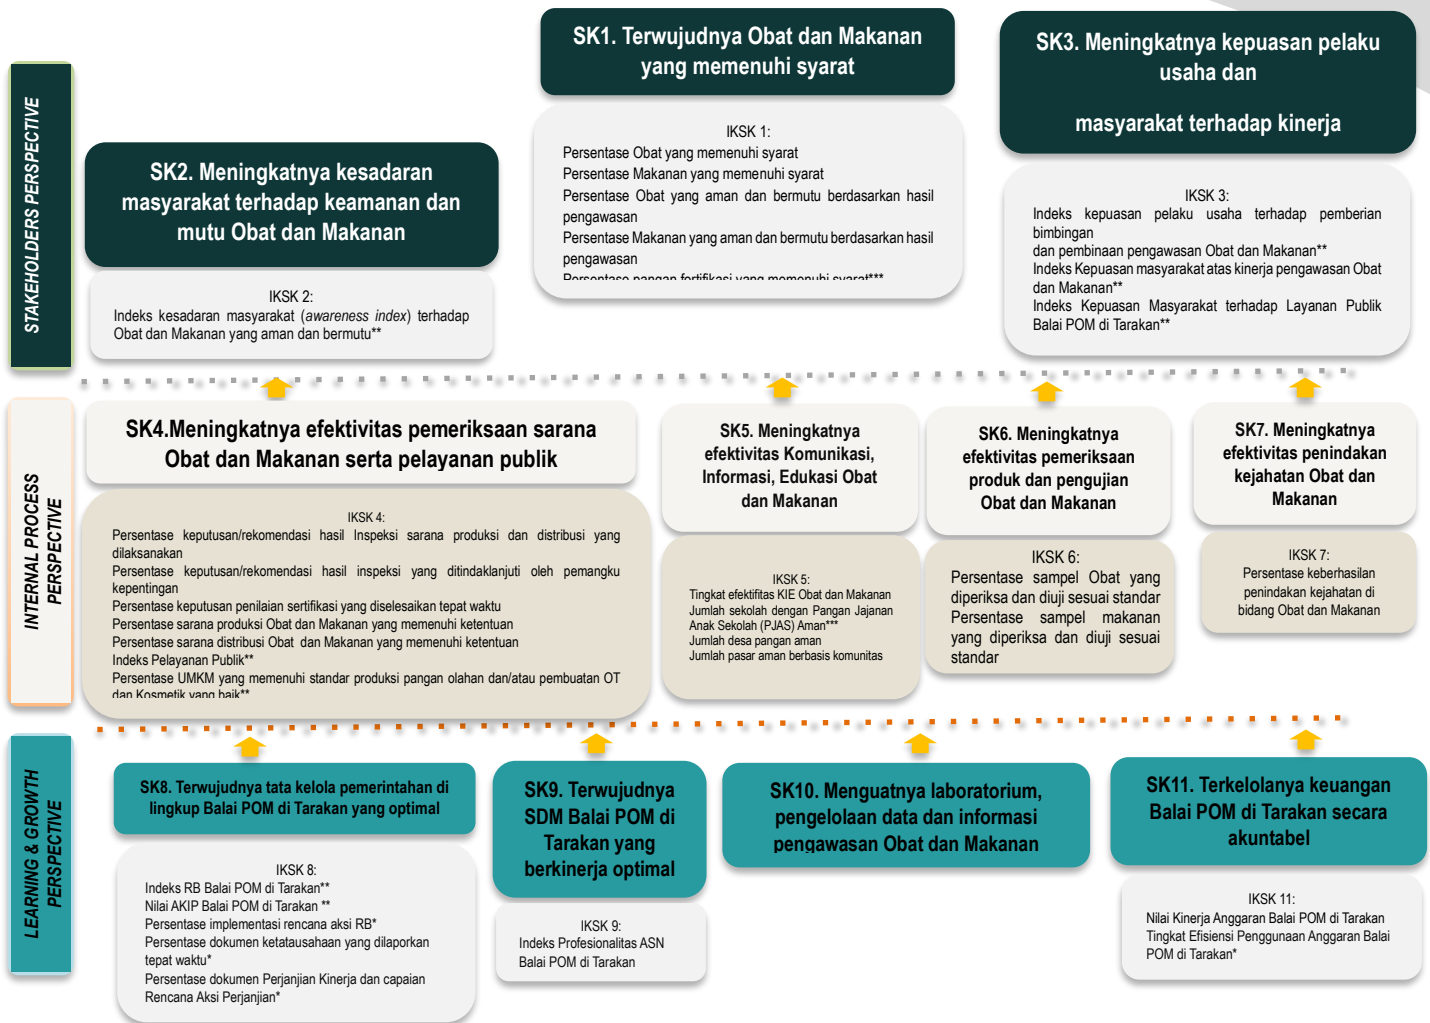 STAKEHOLDERS PERSPECTIVE
SK1. Terwujudnya Obat dan Makanan
yang memenuhi syarat
IKSK 1:
Persentase Obat yang memenuhi syarat
Persentase Makanan yang memenuhi syarat
Persentase Obat yang aman dan bermutu berdasarkan hasil
pengawasan
Persentase Makanan yang aman dan bermutu berdasarkan hasil
pengawasan
Persentase pangan fortifikasi yang memenuhi syarat***
SK2. Meningkatnya kesadaran
masyarakat terhadap keamanan dan
mutu Obat dan Makanan
IKSK 2:
Indeks kesadaran masyarakat (awareness index) terhadap
Obat dan Makanan yang aman dan bermutu**
SK3. Meningkatnya kepuasan pelaku
usaha dan
masyarakat terhadap kinerja
IKSK 3:
Indeks kepuasan pelaku usaha terhadap pemberian
bimbingan
dan pembinaan pengawasan Obat dan Makanan**
Indeks Kepuasan masyarakat atas kinerja pengawasan Obat
dan Makanan**
Indeks Kepuasan Masyarakat terhadap Layanan Publik
Balai POM di Tarakan**
INTERNAL PROCESS
PERSPECTIVE
SK4.Meningkatnya efektivitas pemeriksaan sarana
Obat dan Makanan serta pelayanan publik
IKSK 4:
Persentase keputusan/rekomendasi hasil Inspeksi sarana produksi dan distribusi yang
dilaksanakan
Persentase keputusan/rekomendasi hasil inspeksi yang ditindaklanjuti oleh pemangku
kepentingan
Persentase keputusan penilaian sertifikasi yang diselesaikan tepat waktu
Persentase sarana produksi Obat dan Makanan yang memenuhi ketentuan
Persentase sarana distribusi Obat dan Makanan yang memenuhi ketentuan
Indeks Pelayanan Publik**
Persentase UMKM yang memenuhi standar produksi pangan olahan dan/atau pembuatan OT
dan Kosmetik yang baik**
SK5. Meningkatnya
efektivitas Komunikasi,
Informasi, Edukasi Obat
dan Makanan
IKSK 5:
Tingkat efektifitas KIE Obat dan Makanan
Jumlah sekolah dengan Pangan Jajanan
Anak Sekolah (PJAS) Aman***
Jumlah desa pangan aman
Jumlah pasar aman berbasis komunitas
SK6. Meningkatnya
efektivitas pemeriksaan
produk dan pengujian
Obat dan Makanan
IKSK 6:
Persentase sampel Obat yang
diperiksa dan diuji sesuai standar
Persentase sampel makanan
yang diperiksa dan diuji sesuai
standar
SK7. Meningkatnya
efektivitas penindakan
kejahatan Obat dan
Makanan
IKSK 7:
Persentase keberhasilan
penindakan kejahatan di
bidang Obat dan Makanan
LEARNING & GROWTH
PERSPECTIVE
SK8. Terwujudnya tata kelola pemerintahan di
lingkup Balai POM di Tarakan yang optimal
IKSK 8:
Indeks RB Balai POM di Tarakan**
Nilai AKIP Balai POM di Tarakan **
Persentase implementasi rencana aksi RB*
Persentase dokumen ketatausahaan yang dilaporkan
tepat waktu*
Persentase dokumen Perjanjian Kinerja dan capaian
Rencana Aksi Perjanjian*
SK9. Terwujudnya
SDM Balai POM di
Tarakan yang
berkinerja optimal
IKSK 9:
Indeks Profesionalitas ASN
Balai POM di Tarakan
SK10. Menguatnya laboratorium,
pengelolaan data dan informasi
pengawasan Obat dan Makanan
SK11. Terkelolanya keuangan
Balai POM di Tarakan secara
akuntabel
IKSK 11:
Nilai Kinerja Anggaran Balai POM di Tarakan
Tingkat Efisiensi Penggunaan Anggaran Balai
POM di Tarakan*